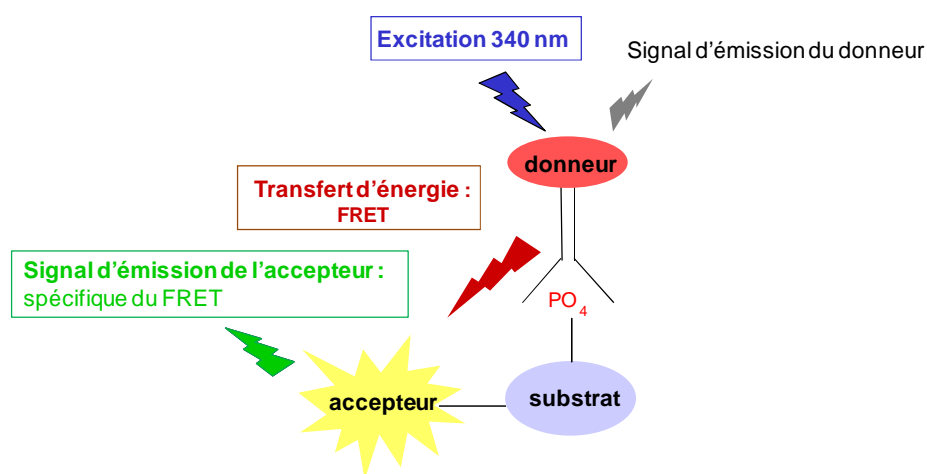 Excitation 340 nm
Signal d'émission du donneur
donneur
Transfert d'énergie :
FRET
Signal d'émission de l'accepteur :
spécifique du FRET
PO4
accepteur
substrat